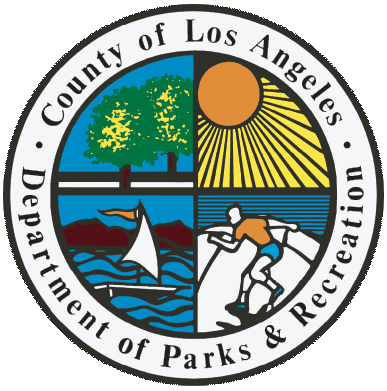 County of Los Angeles
Department of Parks & Recreation